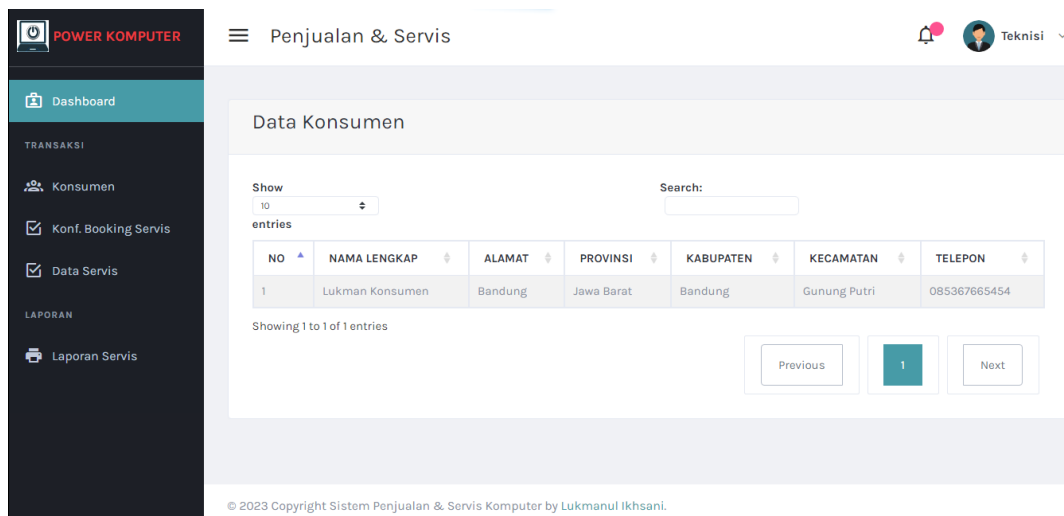 POWER KOMPUTER
Penjualan & Servis
Teknisi
Dashboard
TRANSAKSI
Konsumen
Konf. Booking Servis
Data Servis
LAPORAN
Laporan Servis
Data Konsumen
Show
10
entries
Search:
NO NAMA LENGKAP ALAMAT PROVINSI KABUPATEN KECAMATAN TELEPON
1 Lukman Konsumen Bandung Jawa Barat Bandung Gunung Putri 085367665454
Showing 1 to 1 of 1 entries
Previous 1 Next
© 2023 Copyright Sistem Penjualan & Servis Komputer by Lukmanul Ikhsani.